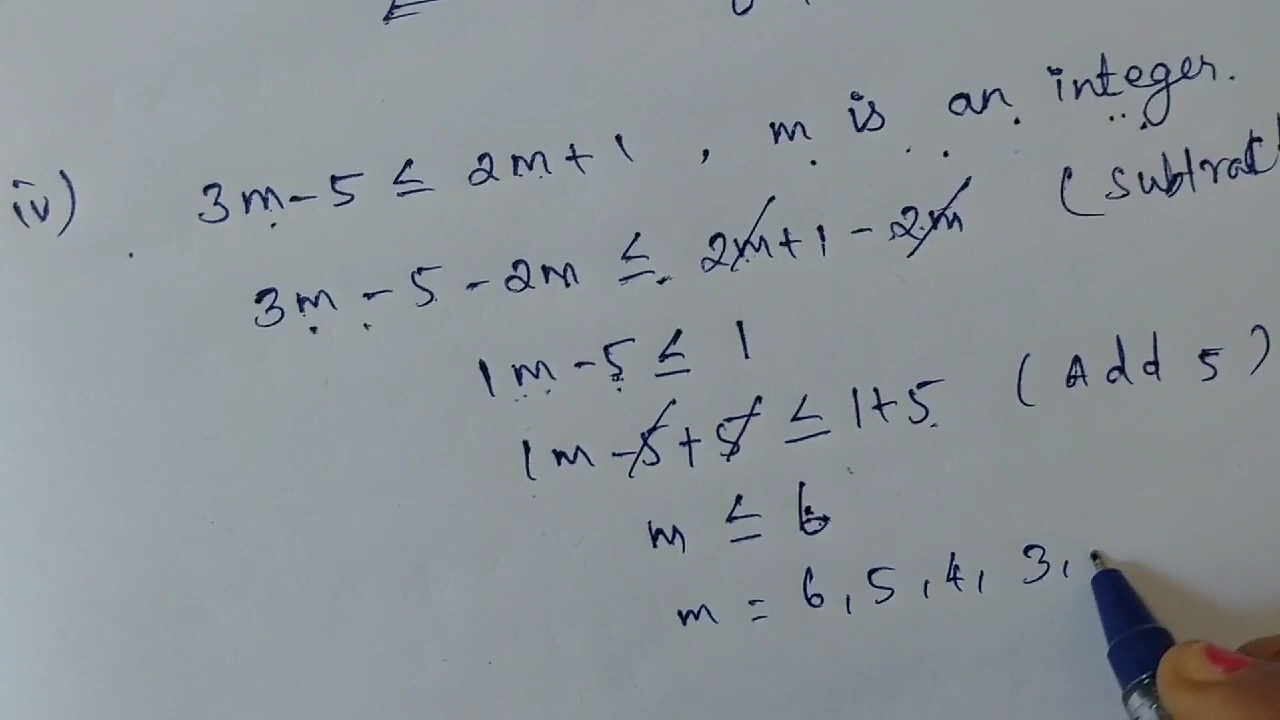 iv) 3m - 5 ≤ 2m + 1 , m is an integer.
3m - 5 - 2m ≤ 2m + 1 - 2m (subtrat
1m - 5 ≤ 1
1m - 5 + 5 ≤ 1 + 5 (Add 5)
m ≤ 6
m = 6, 5, 4, 3,